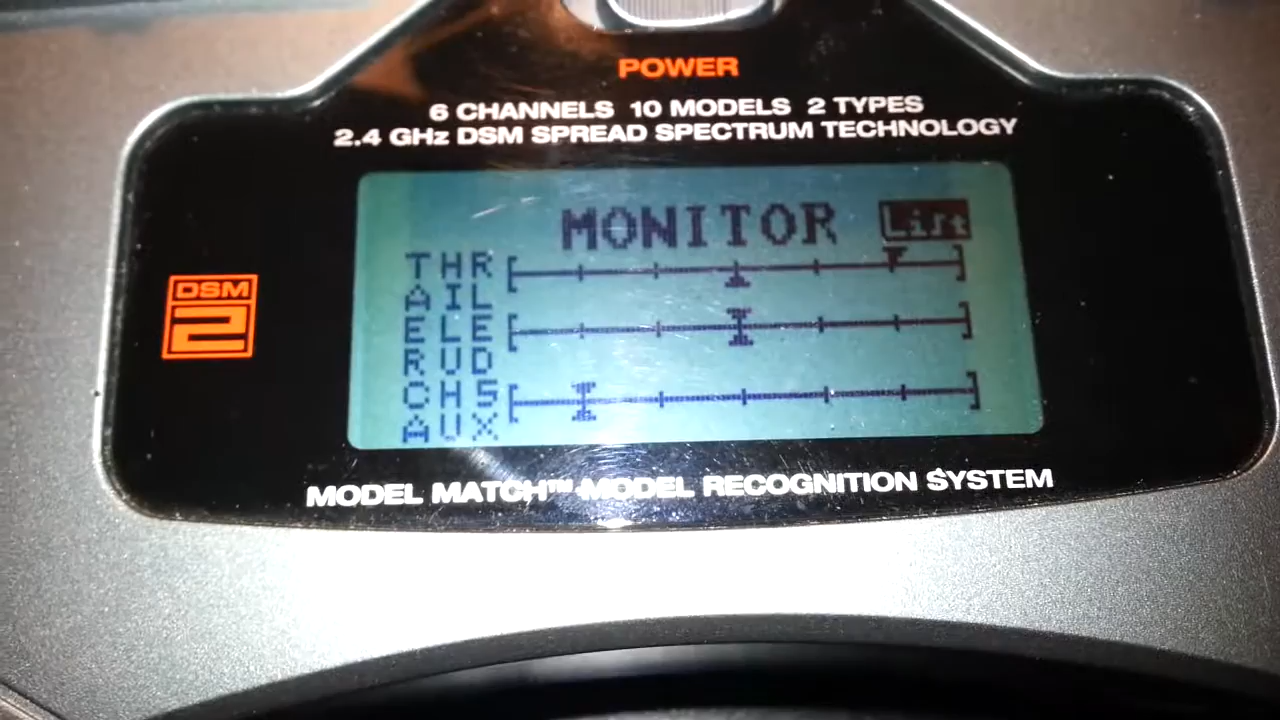 POWER
6 CHANNELS 10 MODELS 2 TYPES
2.4 GHz DSM SPREAD SPECTRUM TECHNOLOGY
MONITOR List
THR
AIL
ELE
RUD
CH5
AUX
DSM
2
MODEL MATCH™ MODEL RECOGNITION SYSTEM